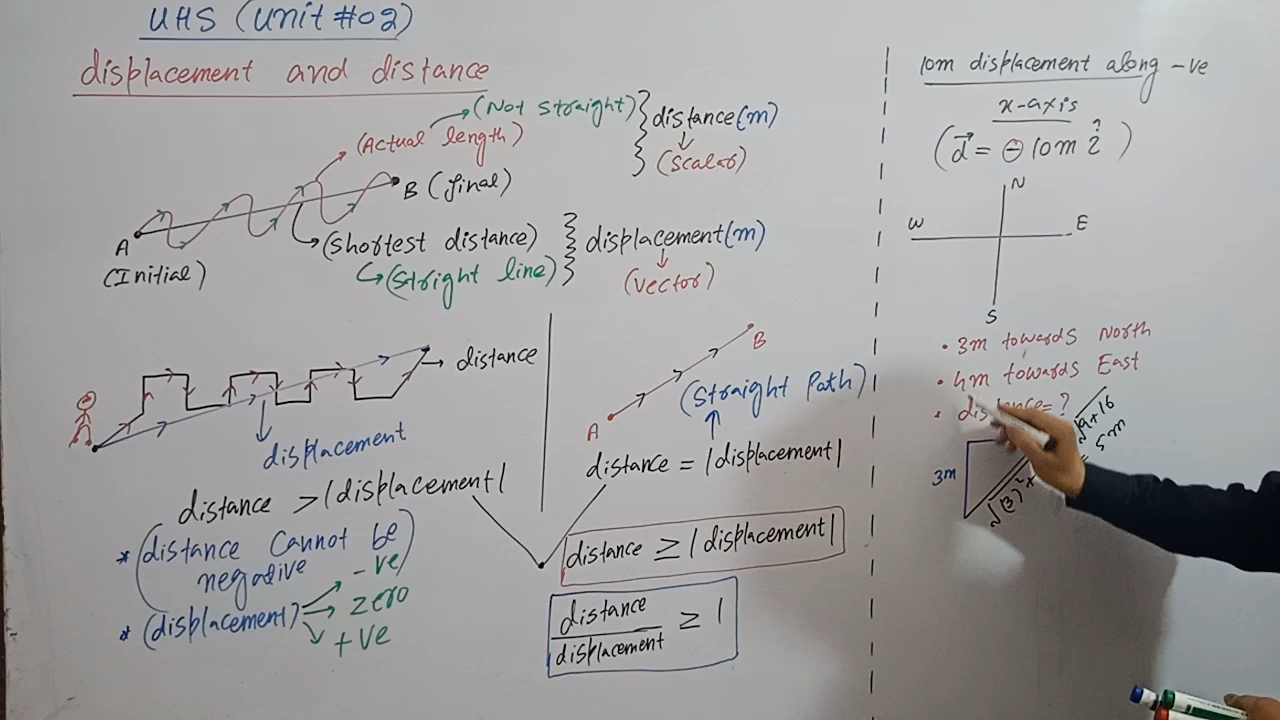 UHS (Unit #02)
displacement and distance
(Not straight)
(Actual length)
distance(m)
(scalar)
B (final)
A
(Initial)
(Shortest distance)
(Stright line)
displacement(m)
(vector)
distance
displacement
distance > |displacement|
* (distance cannot be negative)
* (displacement)
-ve
zero
+ve
A
B
(Straight Path)
distance = |displacement|
distance ≥ |displacement|
distance
displacement
≥ 1
10m displacement along -ve
x-axis
(d⃗ = ⊖ 10m î)
N
W
E
S
• 3m towards North
• 4m towards East
• distance = ?
3m
√9+16
5m
√(3)²+